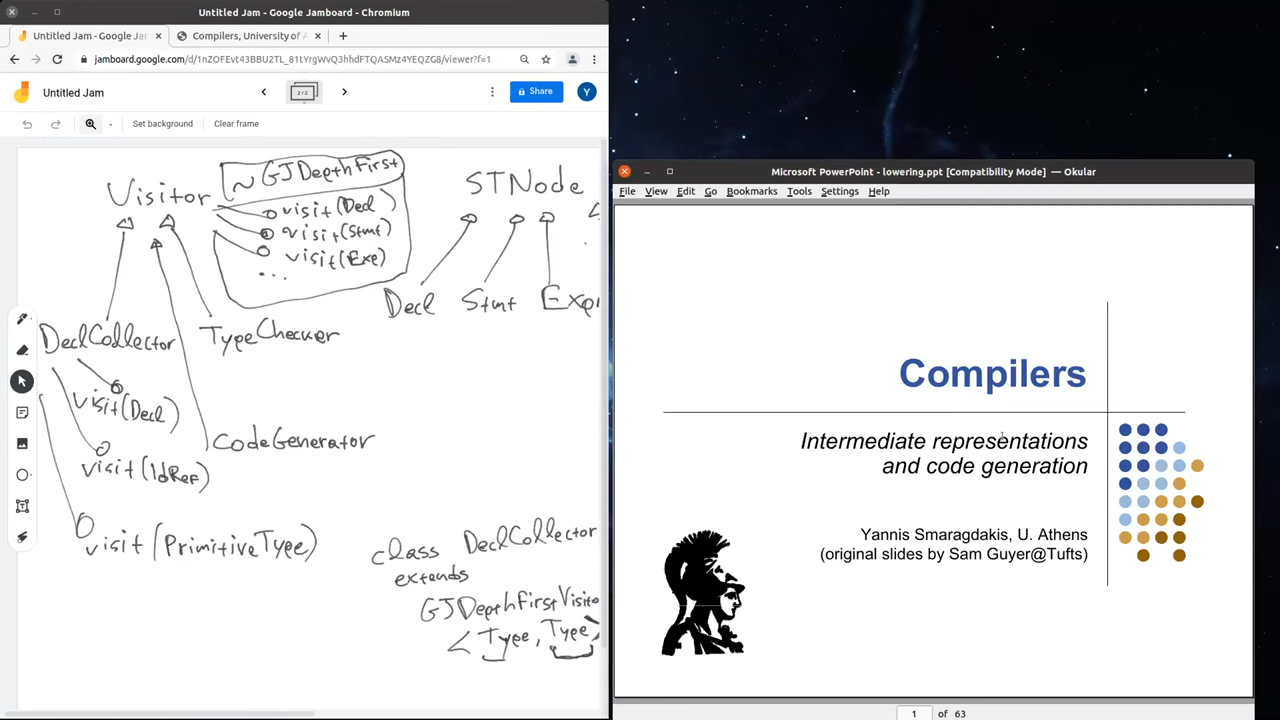 Untitled Jam - Google Jamboard - Chromium
Untitled Jam - Google Ja
Compilers, University of A
jamboard.google.com/d/1nZOFEvt43BBU2TL_81tYrgWvQ3hhdFTQASMz4YEQZG8/viewer?f=1
Untitled Jam
2 / 2
Share
Y
Set background
Clear frame
Visitor
~ GJDepthFirst
visit(Decl)
visit(Stmt)
visit(Exp)
...
STNode
Decl Stmt Expr
DeclCollector
TypeChecker
visit(Decl)
CodeGenerator
visit(IdRef)
visit(PrimitiveType)
class DeclCollector
extends
GJDepthFirstVisitor
< Type, Type>
Microsoft PowerPoint - lowering.ppt [Compatibility Mode] — Okular
File View Edit Go Bookmarks Tools Settings Help
Compilers
Intermediate representations
and code generation
Yannis Smaragdakis, U. Athens
(original slides by Sam Guyer@Tufts)
1 of 63